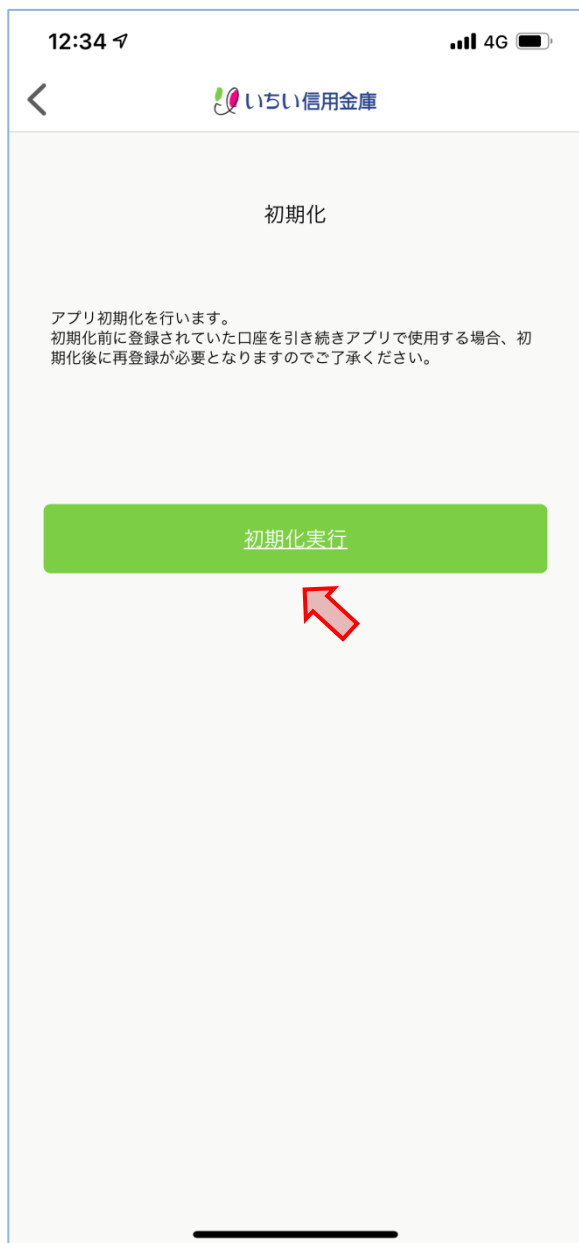 12:34
4G
いちい信用金庫
初期化
アプリ初期化を行います。
初期化前に登録されていた口座を引き続きアプリで使用する場合、初
期化後に再登録が必要となりますのでご了承ください。
初期化実行